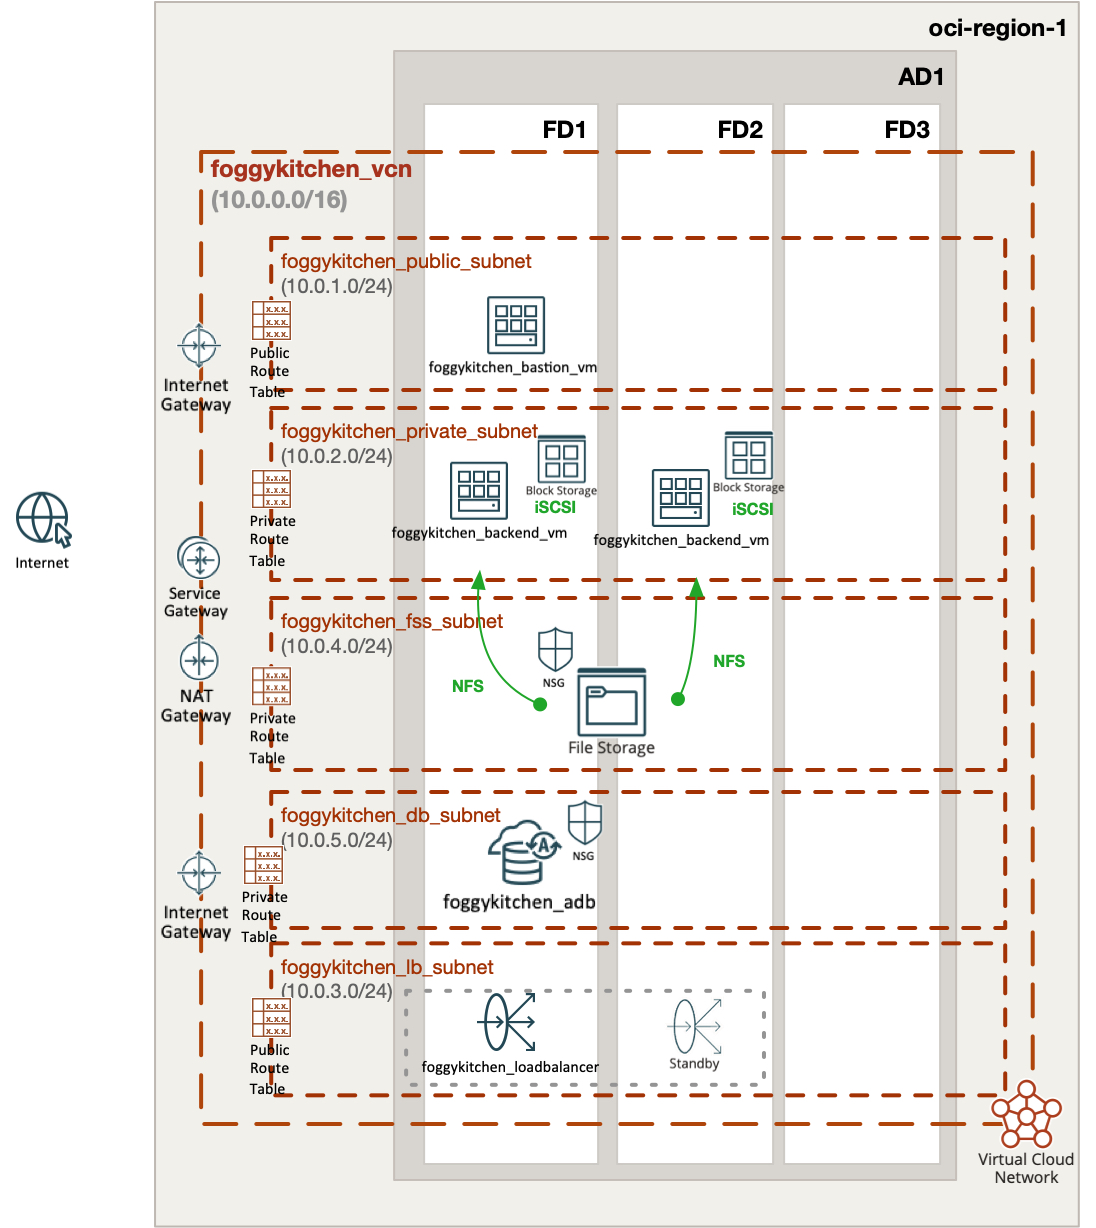 oci-region-1
AD1
FD1
FD2
FD3
foggykitchen_vcn
(10.0.0.0/16)
foggykitchen_public_subnet
(10.0.1.0/24)
x.x.x.
x.x.x.
x.x.x.
Public
Route
Table
Internet
Gateway
foggykitchen_bastion_vm
foggykitchen_private_subnet
(10.0.2.0/24)
x.x.x.
x.x.x.
x.x.x.
Private
Route
Table
Block Storage
iSCSI
foggykitchen_backend_vm
Block Storage
iSCSI
foggykitchen_backend_vm
Internet
Service
Gateway
foggykitchen_fss_subnet
(10.0.4.0/24)
x.x.x.
x.x.x.
x.x.x.
Private
Route
Table
NAT
Gateway
NSG
NFS
NFS
File Storage
foggykitchen_db_subnet
(10.0.5.0/24)
x.x.x.
x.x.x.
x.x.x.
Private
Route
Table
Internet
Gateway
A
NSG
foggykitchen_adb
foggykitchen_lb_subnet
(10.0.3.0/24)
x.x.x.
x.x.x.
x.x.x.
Public
Route
Table
foggykitchen_loadbalancer
Standby
Virtual Cloud
Network